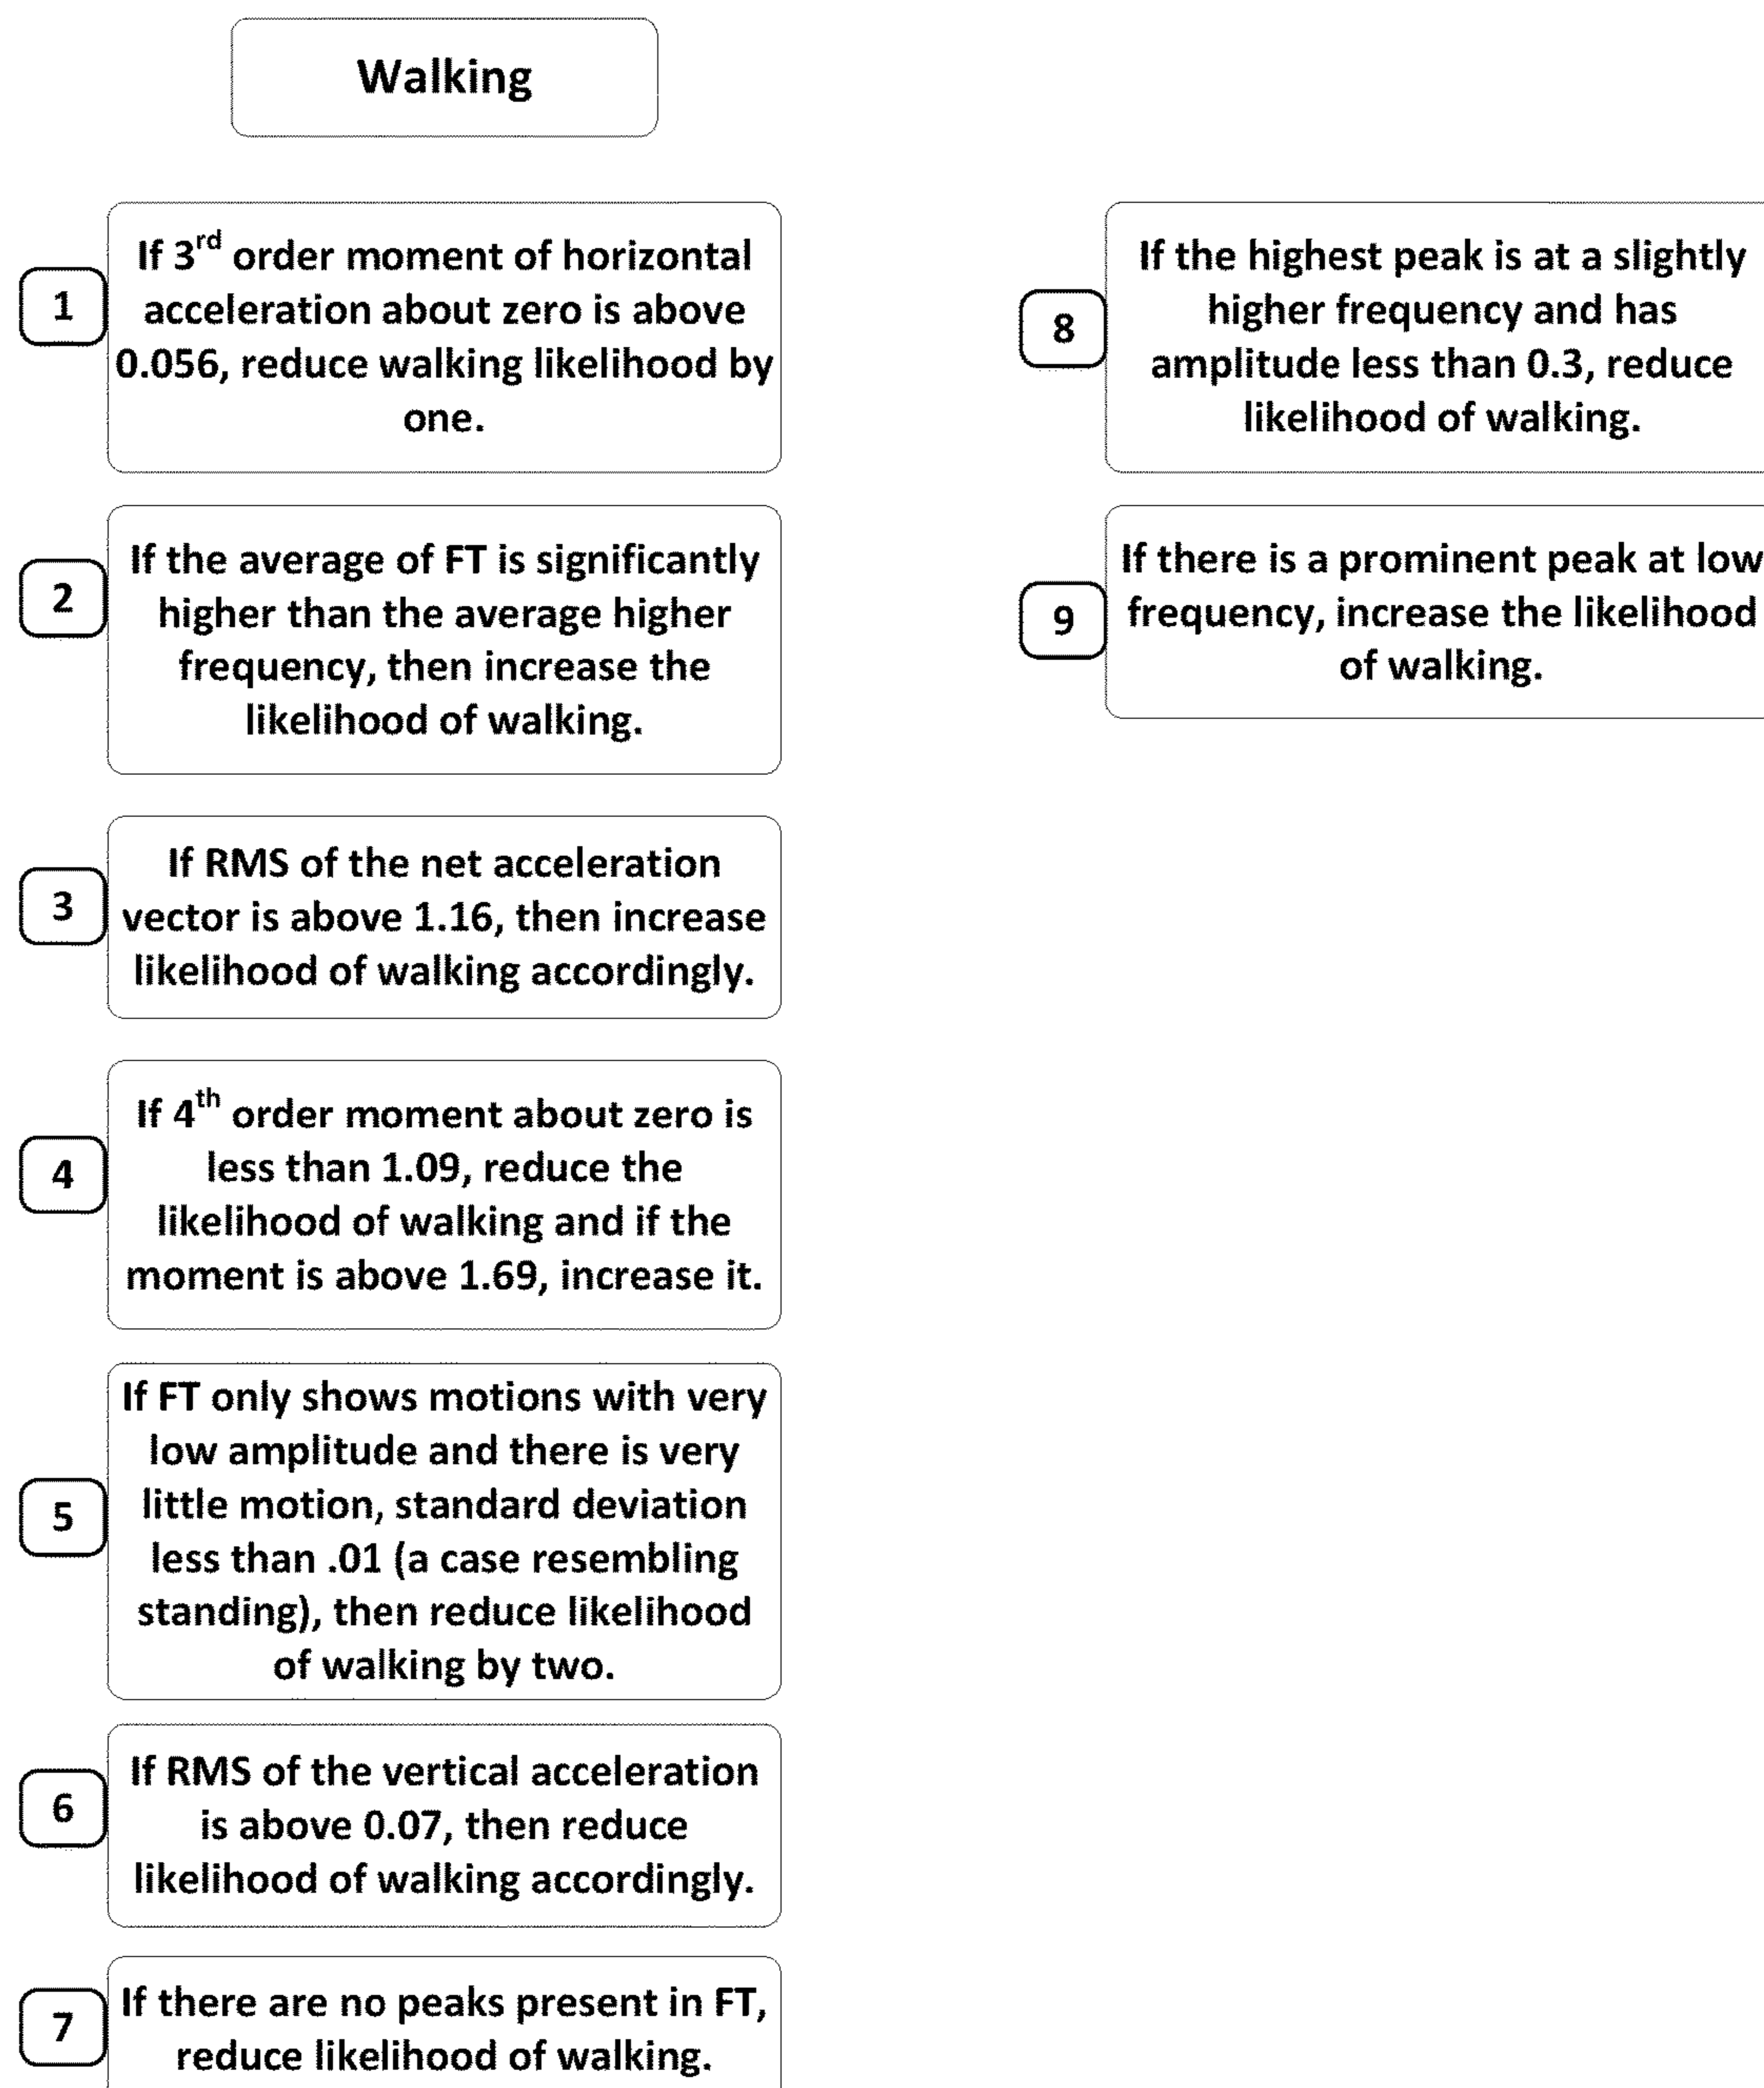 Walking
1
If 3rd order moment of horizontal
acceleration about zero is above
0.056, reduce walking likelihood by
one.
2
If the average of FT is significantly
higher than the average higher
frequency, then increase the
likelihood of walking.
3
If RMS of the net acceleration
vector is above 1.16, then increase
likelihood of walking accordingly.
4
If 4th order moment about zero is
less than 1.09, reduce the
likelihood of walking and if the
moment is above 1.69, increase it.
5
If FT only shows motions with very
low amplitude and there is very
little motion, standard deviation
less than .01 (a case resembling
standing), then reduce likelihood
of walking by two.
6
If RMS of the vertical acceleration
is above 0.07, then reduce
likelihood of walking accordingly.
7
If there are no peaks present in FT,
reduce likelihood of walking.
8
If the highest peak is at a slightly
higher frequency and has
amplitude less than 0.3, reduce
likelihood of walking.
9
If there is a prominent peak at low
frequency, increase the likelihood
of walking.